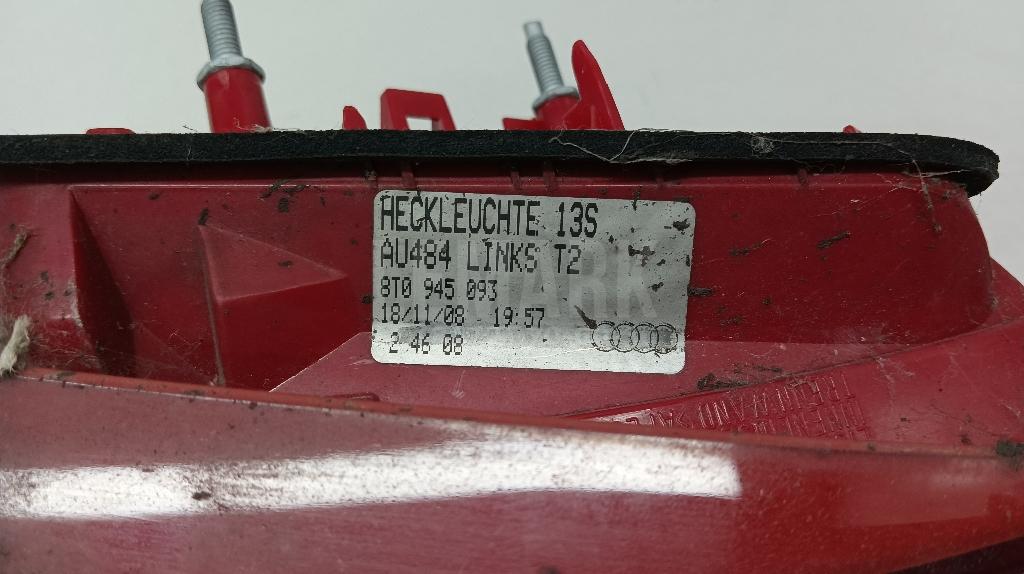 HECKLEUCHTE 13S
AU484 LINKS T2
8T0 945 093
18/11/08 - 19:57
2 46 08